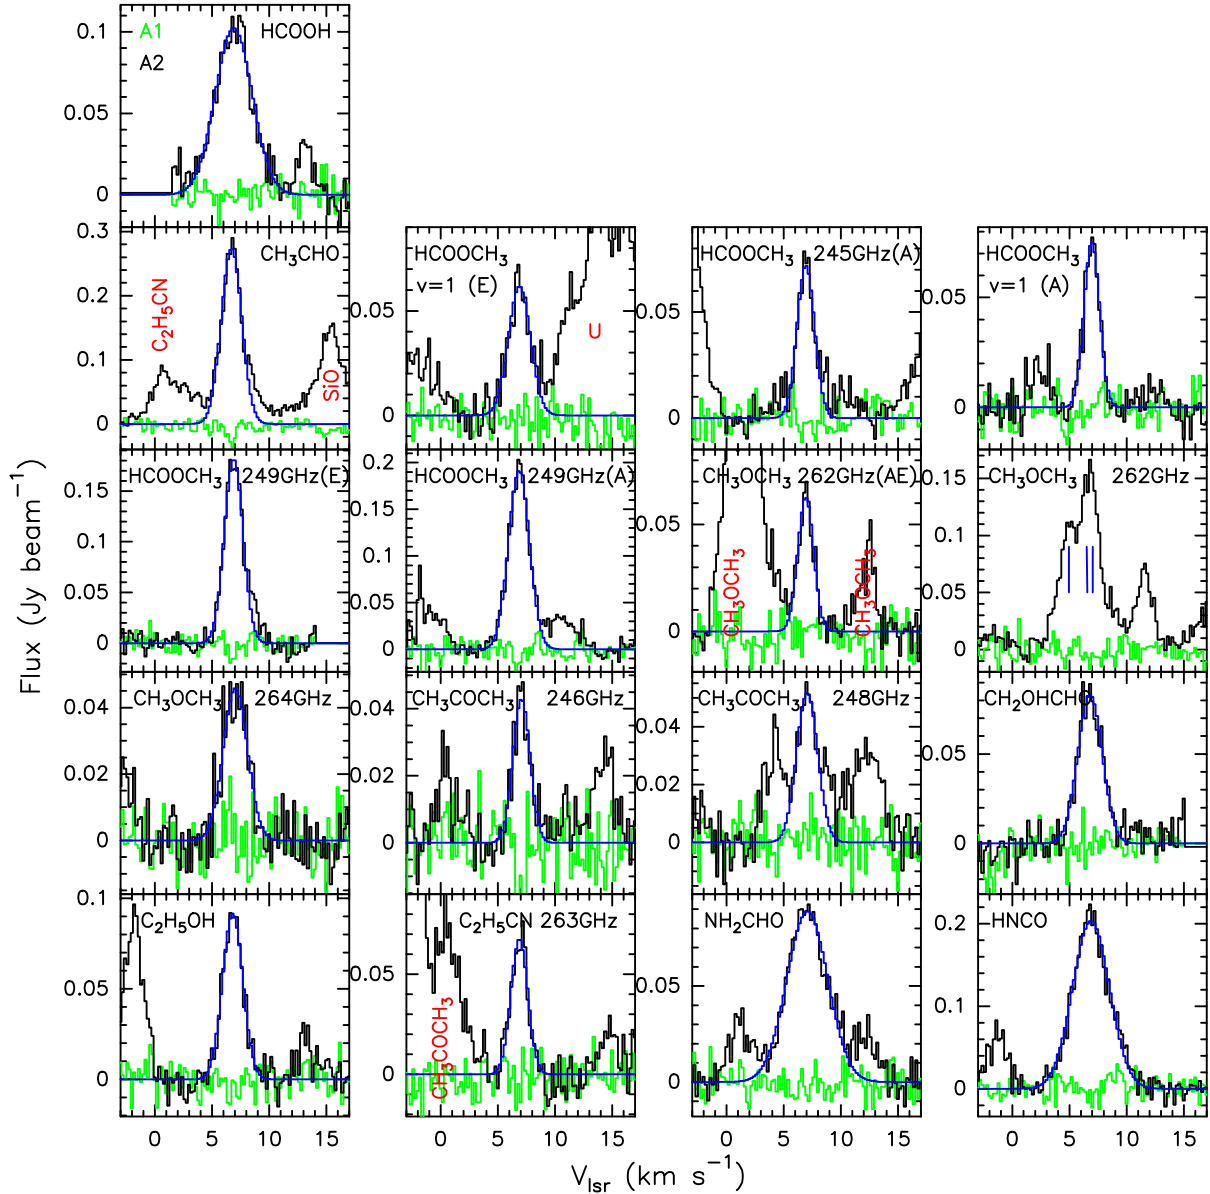 A1
A2
HCOOH
0.1
0.05
0
CH₃CHO
C₂H₅CN
SiO
0.3
0.2
0.1
0
HCOOCH₃
v=1 (E)
U
0.05
0
HCOOCH₃ 245GHz(A)
0.05
0
HCOOCH₃
v=1 (A)
0.05
0
HCOOCH₃ 249GHz(E)
0.15
0.1
0.05
0
HCOOCH₃ 249GHz(A)
0.2
0.15
0.1
0.05
0
CH₃OCH₃ 262GHz(AE)
CH₃OCH₃
CH₃OCH₃
0.05
0
CH₃OCH₃ 262GHz
0.15
0.1
0.05
0
CH₃OCH₃ 264GHz
0.04
0.02
0
CH₃COCH₃ 246GHz
0.04
0.02
0
CH₃COCH₃ 248GHz
0.04
0.02
0
CH₂OHCHO
0.05
0
C₂H₅OH
0.1
0.05
0
C₂H₅CN 263GHz
CH₃COCH₃
0.05
0
NH₂CHO
0.05
0
HNCO
0.2
0.1
0
0 5 10 15
0 5 10 15
0 5 10 15
0 5 10 15
Flux (Jy beam⁻¹)
V_lsr (km s⁻¹)